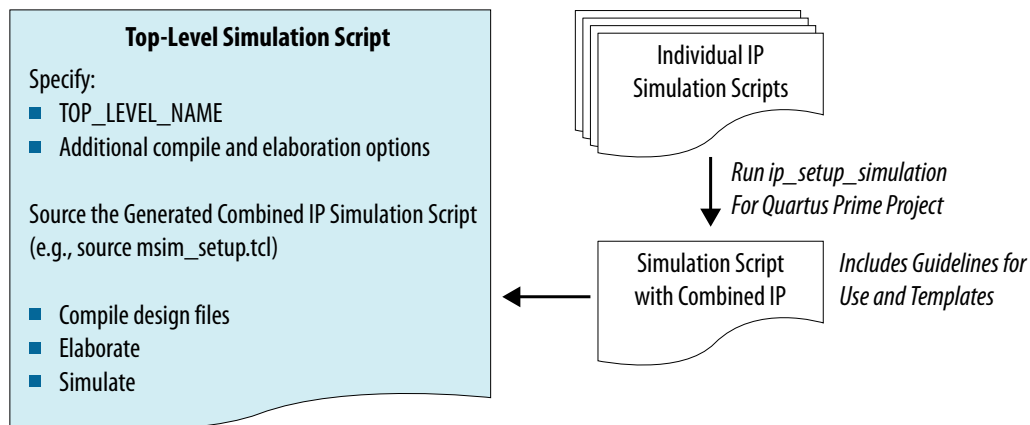 Top-Level Simulation Script
Specify:
TOP_LEVEL_NAME
Additional compile and elaboration options
Source the Generated Combined IP Simulation Script
(e.g., source msim_setup.tcl)
Compile design files
Elaborate
Simulate
Individual IP
Simulation Scripts
Run ip_setup_simulation
For Quartus Prime Project
Simulation Script
with Combined IP
Includes Guidelines for
Use and Templates